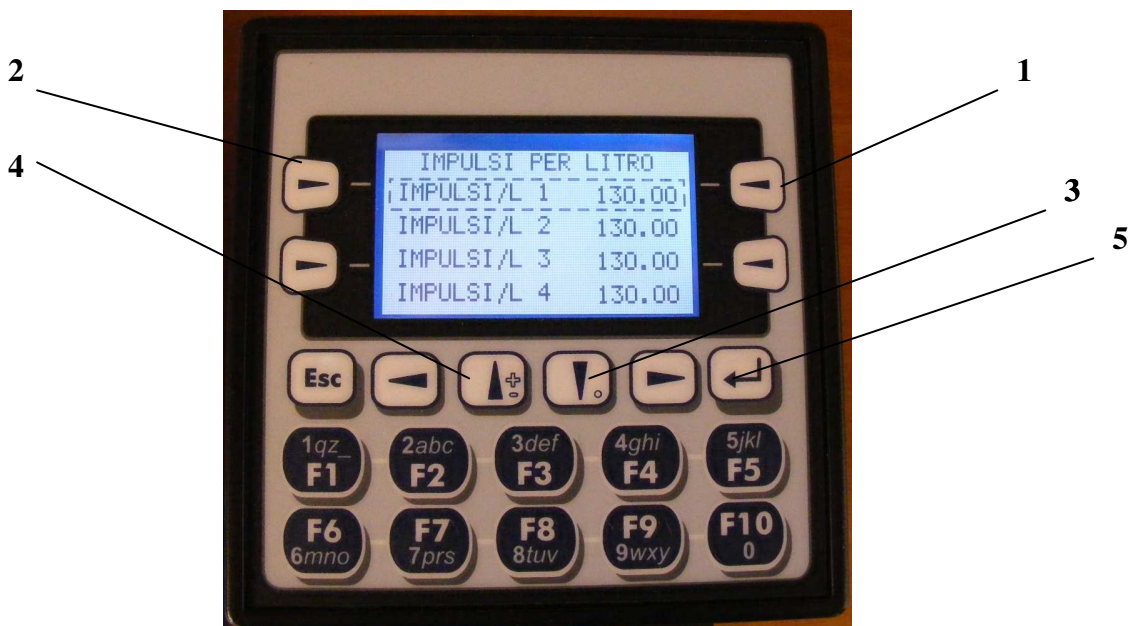 2
1
4
3
5
IMPULSI PER LITRO
IMPULSI/L 1 130.00
IMPULSI/L 2 130.00
IMPULSI/L 3 130.00
IMPULSI/L 4 130.00
Esc + - .
1qz_ 2abc 3def 4ghi 5jkl
F1 F2 F3 F4 F5
F6 F7 F8 F9 F10
6mno 7prs 8tuv 9wxy 0